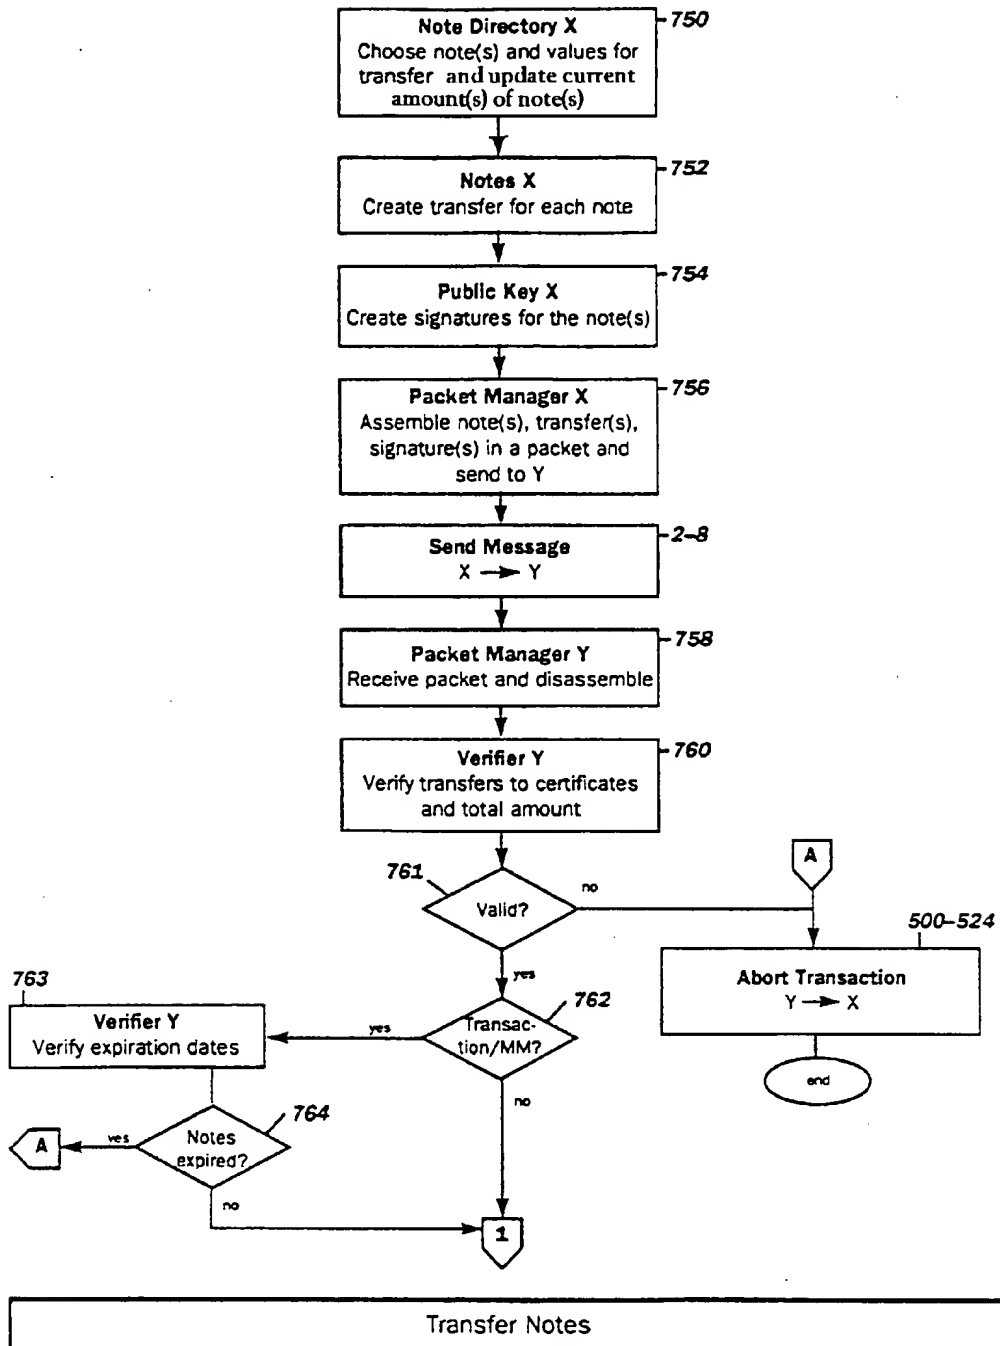 Note Directory X
750
Choose note(s) and values for
transfer and update current
amount(s) of note(s)
Notes X
752
Create transfer for each note
Public Key X
754
Create signatures for the note(s)
Packet Manager X
756
Assemble note(s), transfer(s),
signature(s) in a packet and
send to Y
Send Message
2-8
X → Y
Packet Manager Y
758
Receive packet and disassemble
Verifier Y
760
Verify transfers to certificates
and total amount
A
761
Valid?
no
yes
500-524
Abort Transaction
Y → X
end
763
Verifier Y
Verify expiration dates
yes
762
Transac-
tion/MM?
no
764
Notes
expired?
yes
A
no
1
Transfer Notes